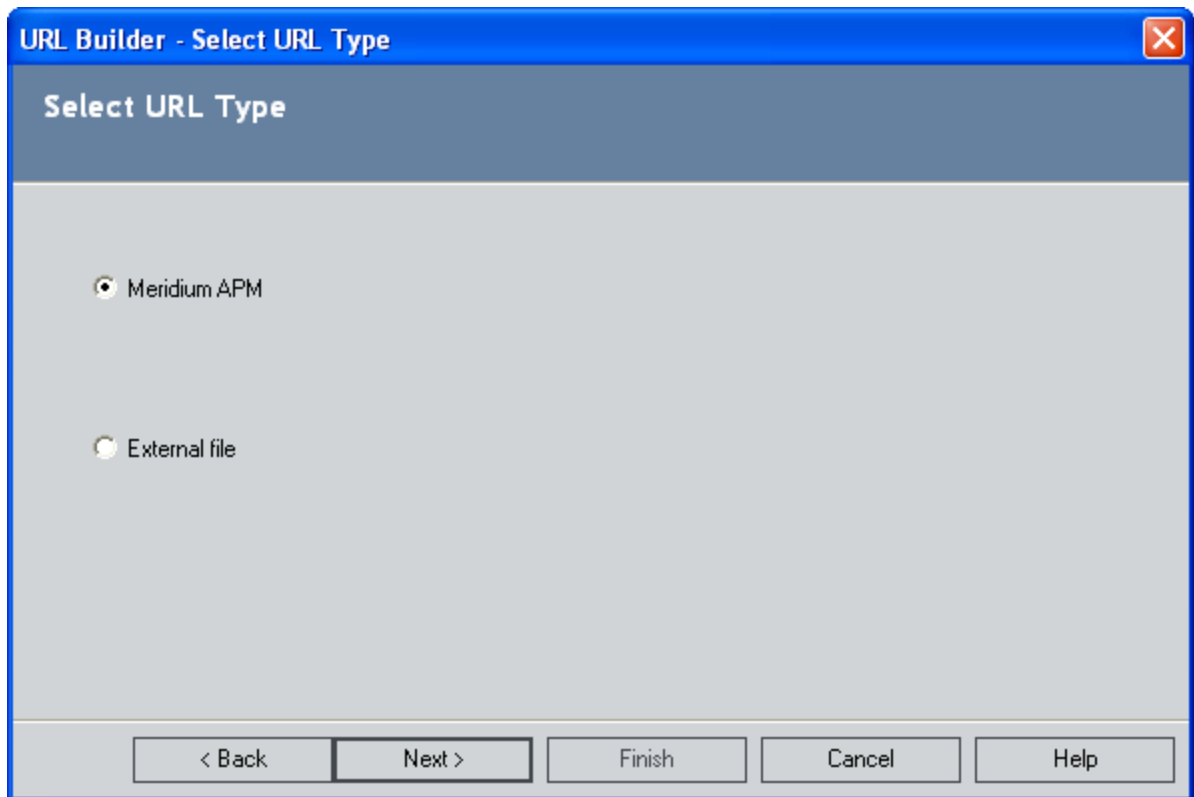 URL Builder - Select URL Type
Select URL Type
Meridium APM
External file
< Back Next > Finish Cancel Help